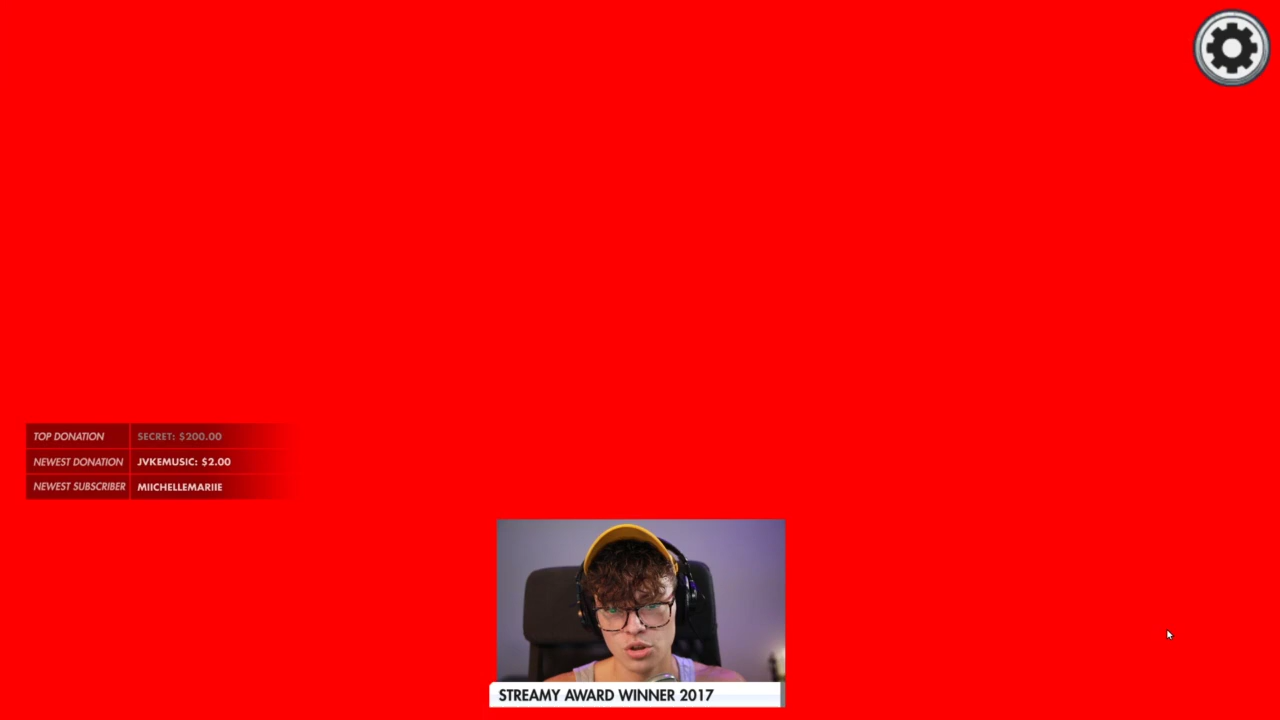 TOP DONATION SECRET: $200.00
NEWEST DONATION JVKEMUSIC: $2.00
NEWEST SUBSCRIBER MIICHELLEMARIIE
STREAMY AWARD WINNER 2017